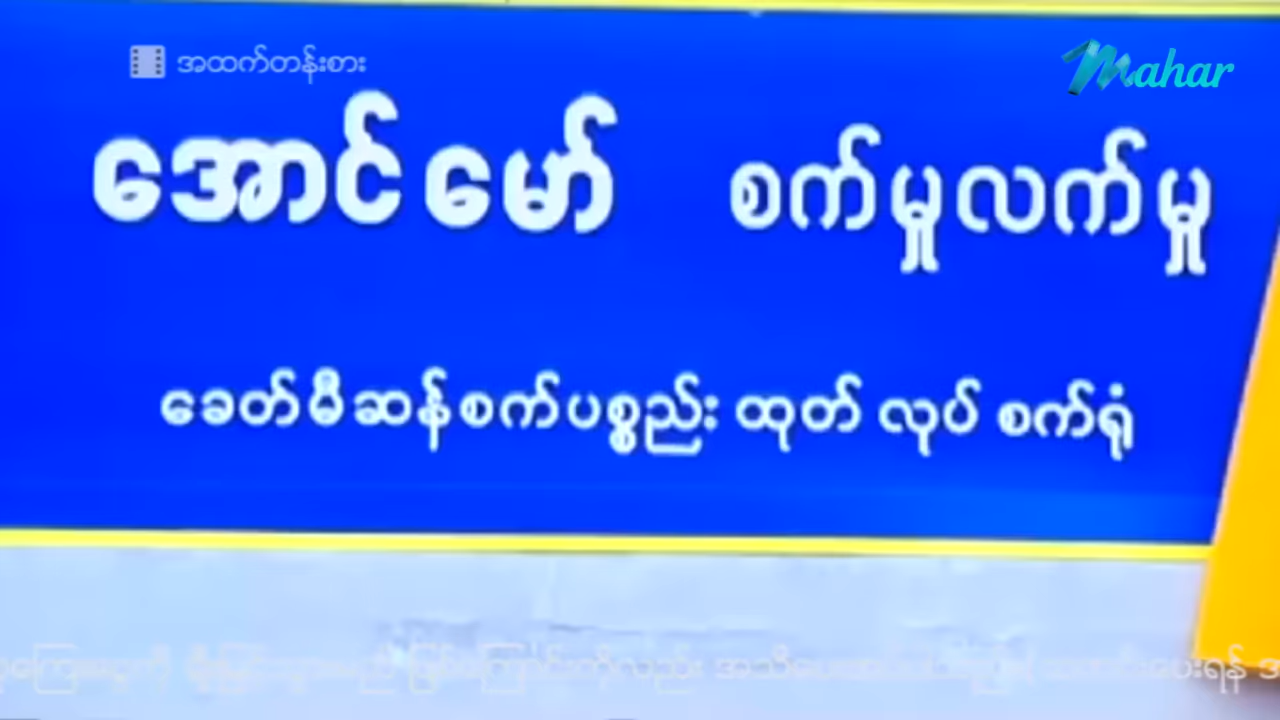 အထက်တန်းစား
Mahar
အောင်မော် စက်မှုလက်မှု
ခေတ်မီဆန်စက်ပစ္စည်း ထုတ် လုပ် စက်ရုံ